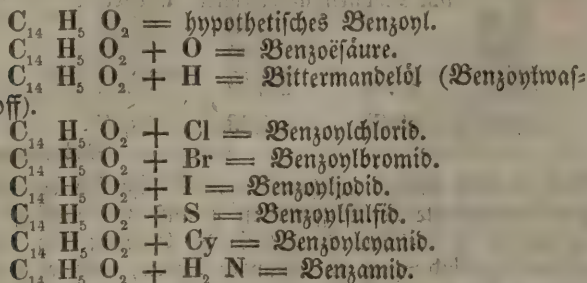 C₁₄ H₅ O₂ = hypothetiſches Benzoyl.
C₁₄ H₅ O₂ + O = Benzoëſäure.
C₁₄ H₅ O₂ + H = Bittermandelöl (Benzoylwaſ=
off).
C₁₄ H₅ O₂ + Cl = Benzoylchlorid.
C₁₄ H₅ O₂ + Br = Benzoylbromid.
C₁₄ H₅ O₂ + I = Benzoyljodid.
C₁₄ H₅ O₂ + S = Benzoylſulfid.
C₁₄ H₅ O₂ + Cy = Benzoylcyanid.
C₁₄ H₅ O₂ + H₂ N = Benzamid.